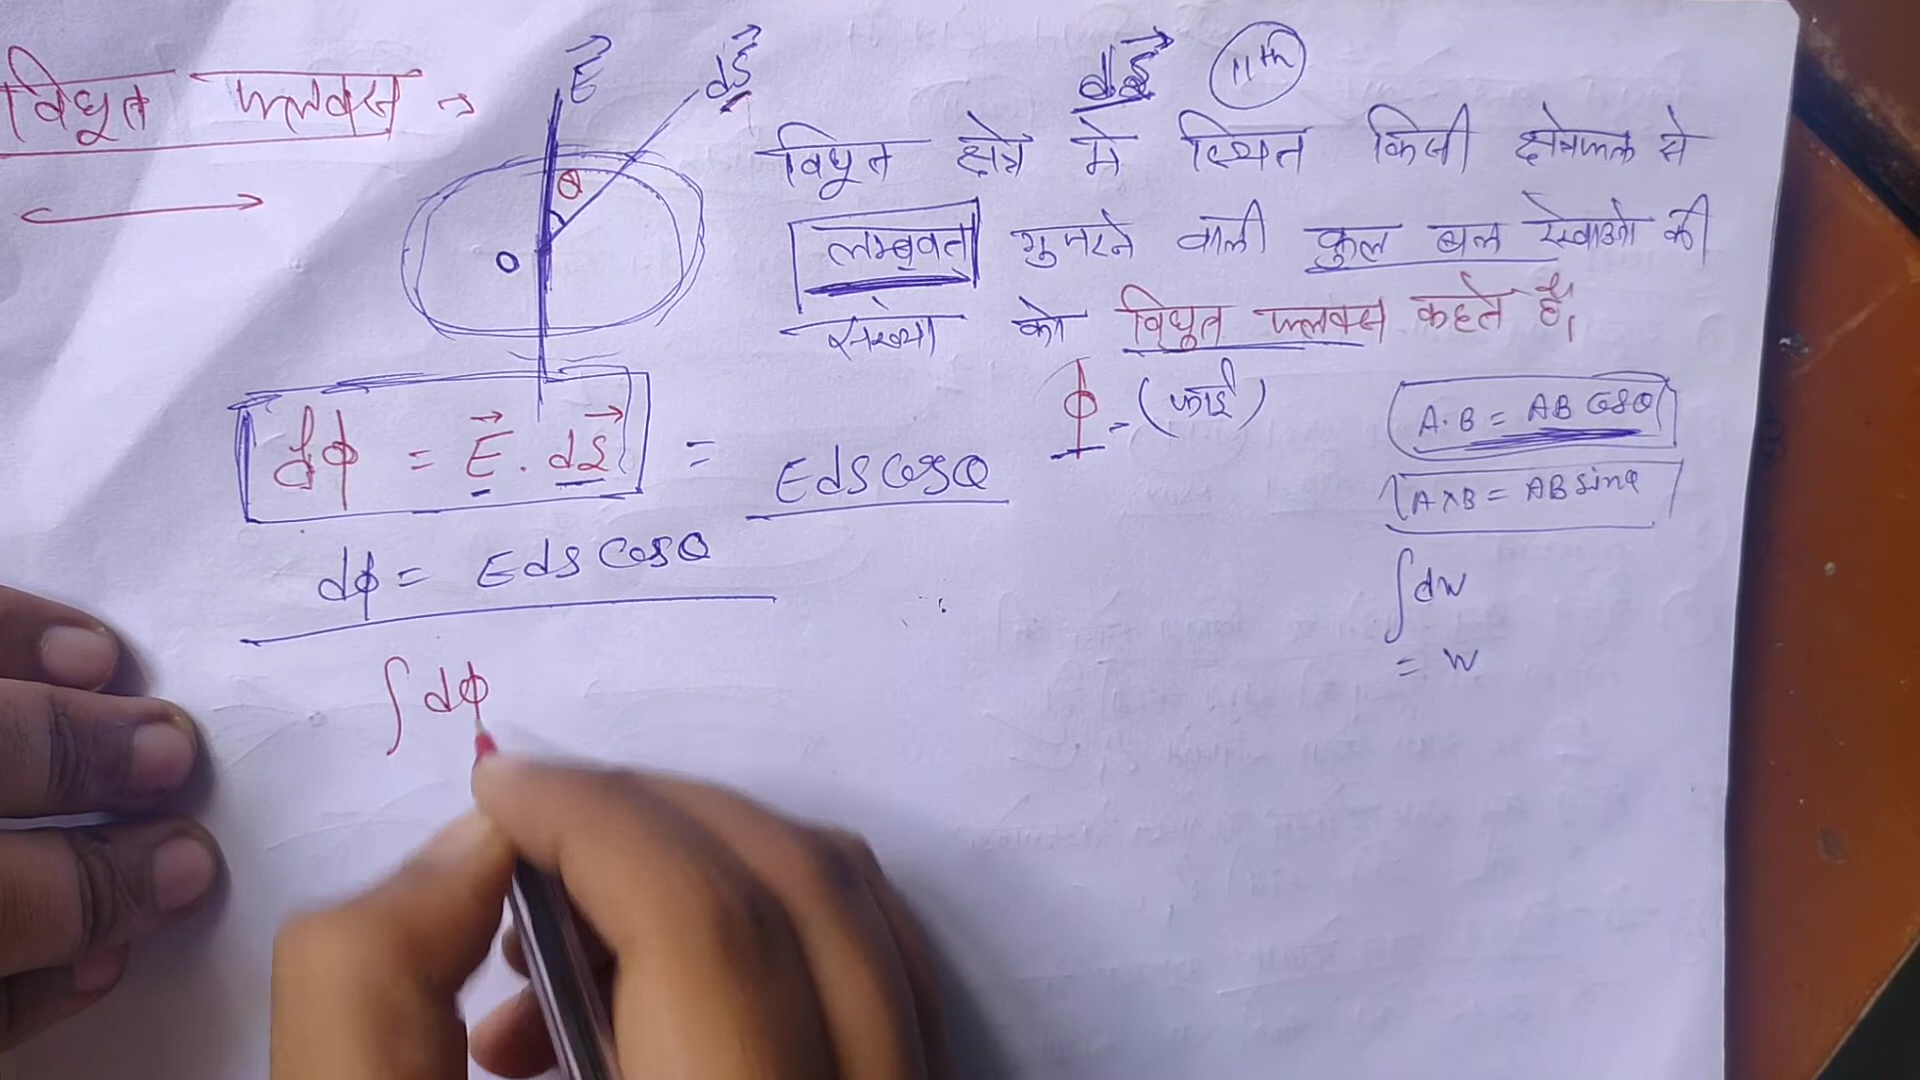 विधुत फ्लक्स →
E⃗
dS⃗
θ
O
dS⃗ 11th
विधुत क्षेत्र मे स्थित किसी क्षेत्रफल से
लम्बवत् गुजरने वाली कुल बल रेखाओ की
संख्या को विधुत फ्लक्स कहते है।
ϕ - (फाई)
dϕ = E⃗ . dS⃗ = EdS Cosθ
dϕ = EdS Cosθ
∫dϕ
A·B = AB Cosθ
A×B = AB sinθ
∫dw
= w